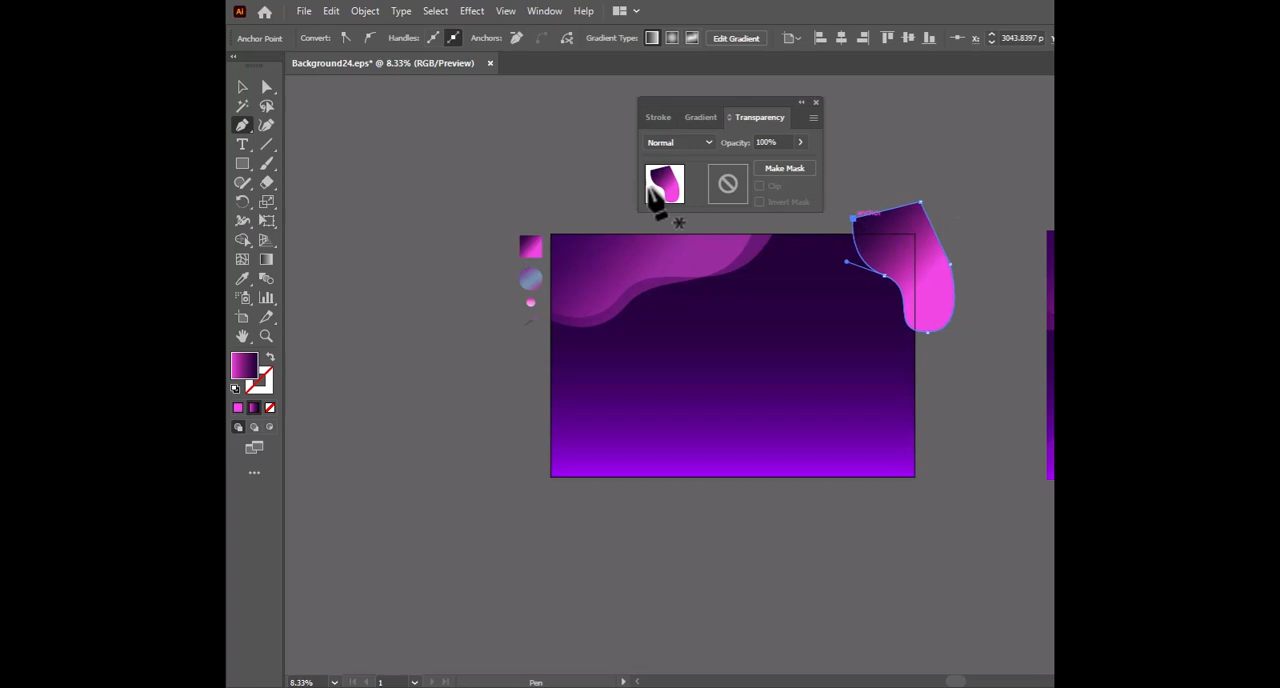 Ai File Edit Object Type Select Effect View Window Help
Anchor Point Convert: Handles: Anchors: Gradient Type: Edit Gradient X: 3043.8397 p
Background24.eps* @ 8.33% (RGB/Preview) ×
Stroke Gradient Transparency
Normal Opacity: 100%
Make Mask
Clip
Invert Mask
anchor
8.33% 1 Pen